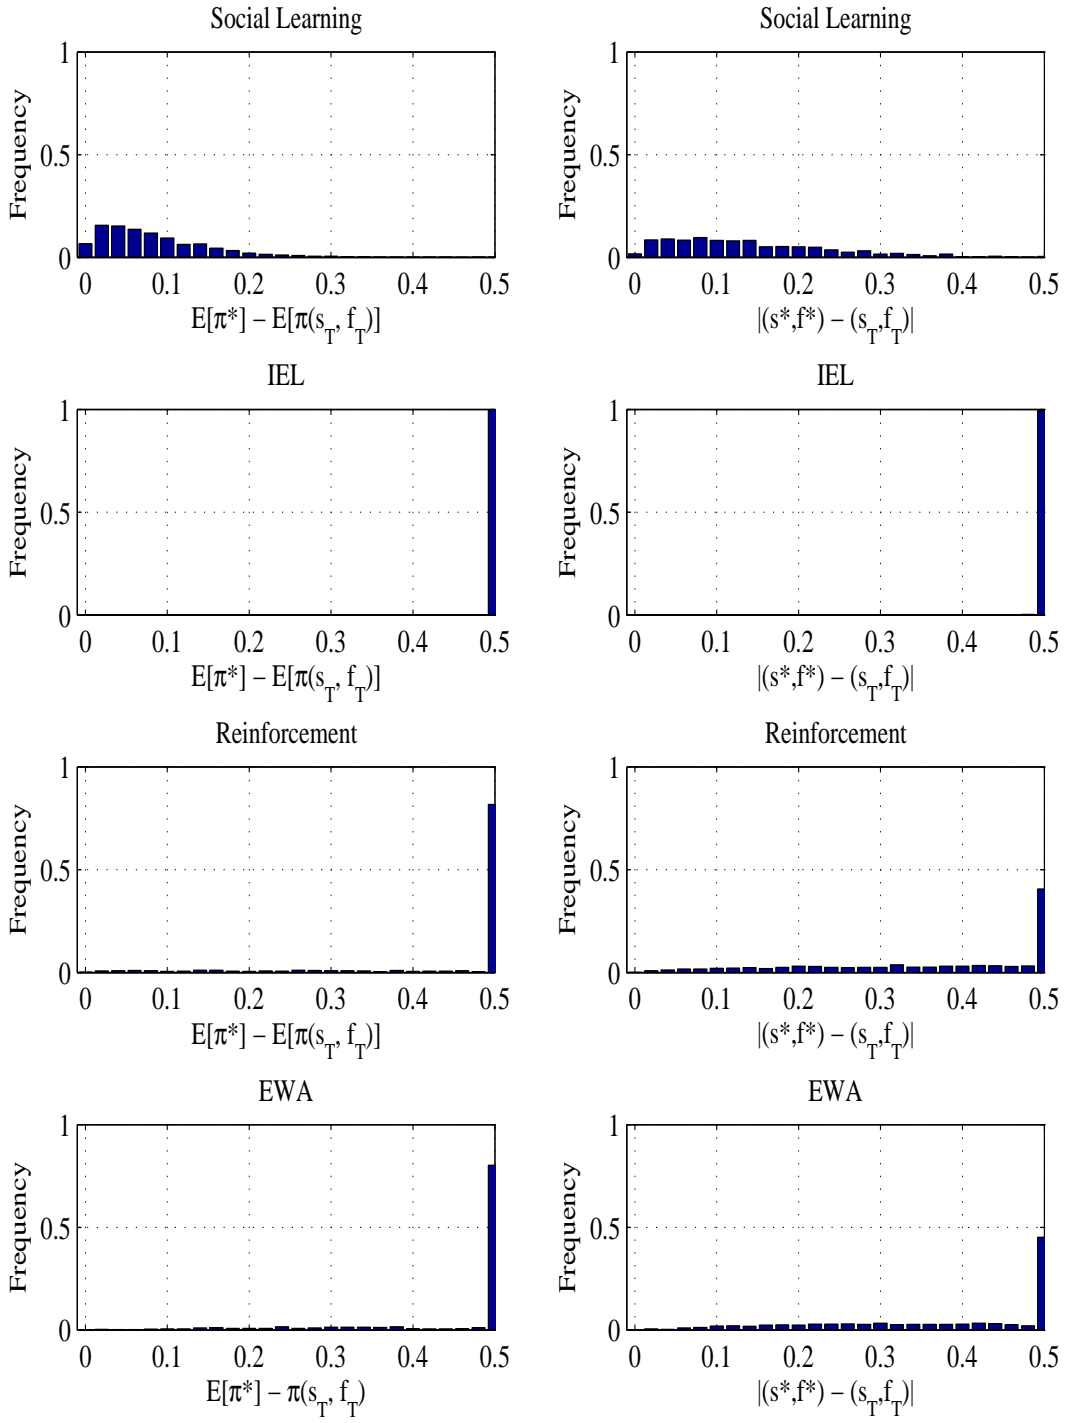 Social Learning
Frequency
1
0.5
0
0 0.1 0.2 0.3 0.4 0.5
E[π*] − E[π(s_T, f_T)]
Social Learning
Frequency
1
0.5
0
0 0.1 0.2 0.3 0.4 0.5
|(s*,f*) − (s_T,f_T)|
IEL
Frequency
1
0.5
0
0 0.1 0.2 0.3 0.4 0.5
E[π*] − E[π(s_T, f_T)]
IEL
Frequency
1
0.5
0
0 0.1 0.2 0.3 0.4 0.5
|(s*,f*) − (s_T,f_T)|
Reinforcement
Frequency
1
0.5
0
0 0.1 0.2 0.3 0.4 0.5
E[π*] − E[π(s_T, f_T)]
Reinforcement
Frequency
1
0.5
0
0 0.1 0.2 0.3 0.4 0.5
|(s*,f*) − (s_T,f_T)|
EWA
Frequency
1
0.5
0
0 0.1 0.2 0.3 0.4 0.5
E[π*] − π(s_T, f_T)
EWA
Frequency
1
0.5
0
0 0.1 0.2 0.3 0.4 0.5
|(s*,f*) − (s_T,f_T)|